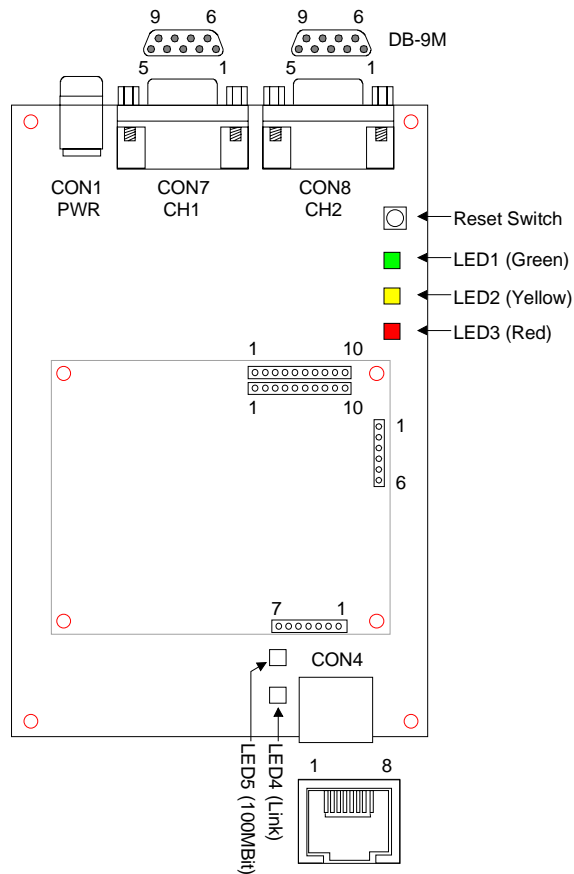 9 6
9 6
DB-9M
5 1
5 1
CON1
PWR
CON7
CH1
CON8
CH2
Reset Switch
LED1 (Green)
LED2 (Yellow)
LED3 (Red)
1 10
1 10
1
6
7 1
CON4
LED5 (100MBit)
LED4 (Link)
1 8